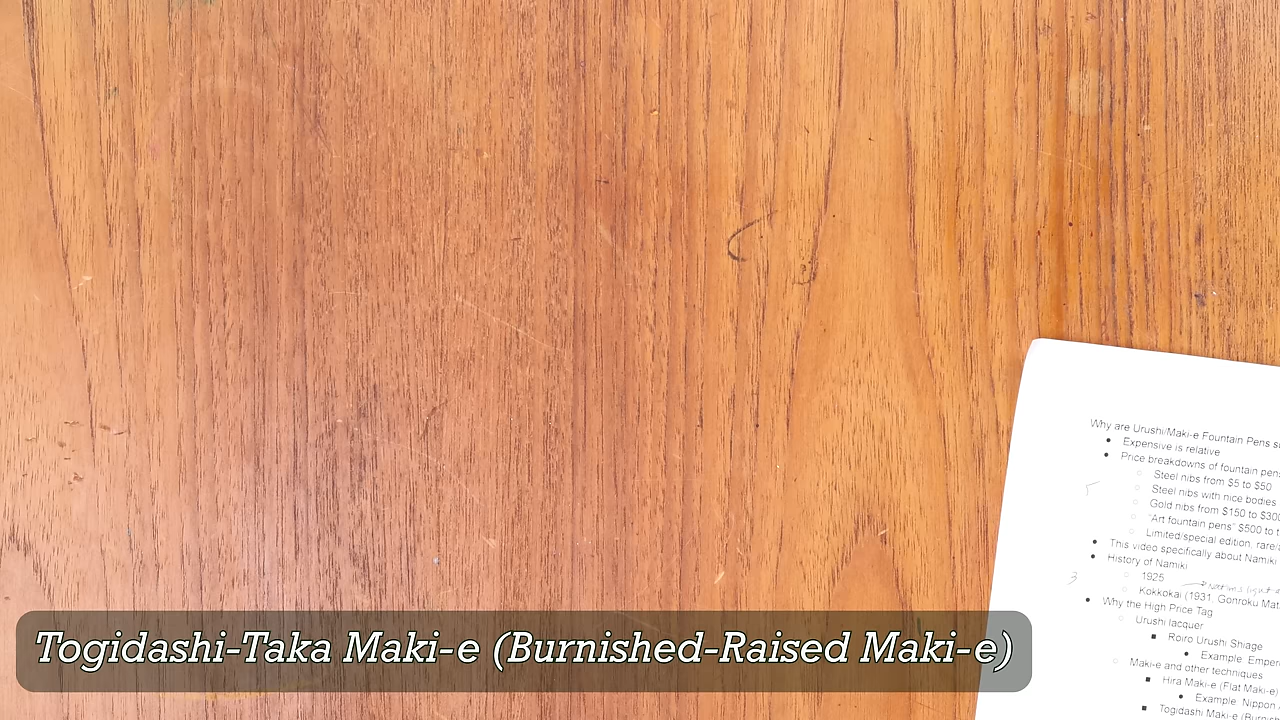 Why are Urushi/Maki-e Fountain Pens
Expensive is relative
Price breakdowns of fountain pens
Steel nibs from $5 to $50
Steel nibs with nice bodies
Gold nibs from $150 to $300
"Art fountain pens" $500 to
Limited/special edition, rare/
This video specifically about Namiki
History of Namiki
1925
3
Kokkokai (1931, Gonroku
Why the High Price Tag
Urushi lacquer
Roiro Urushi Shiage
Example:
Maki-e and other techniques
Hira Maki-e (Flat Maki-e)
Example: Nippon
Togidashi Maki-e
Togidashi-Taka Maki-e (Burnished-Raised Maki-e)